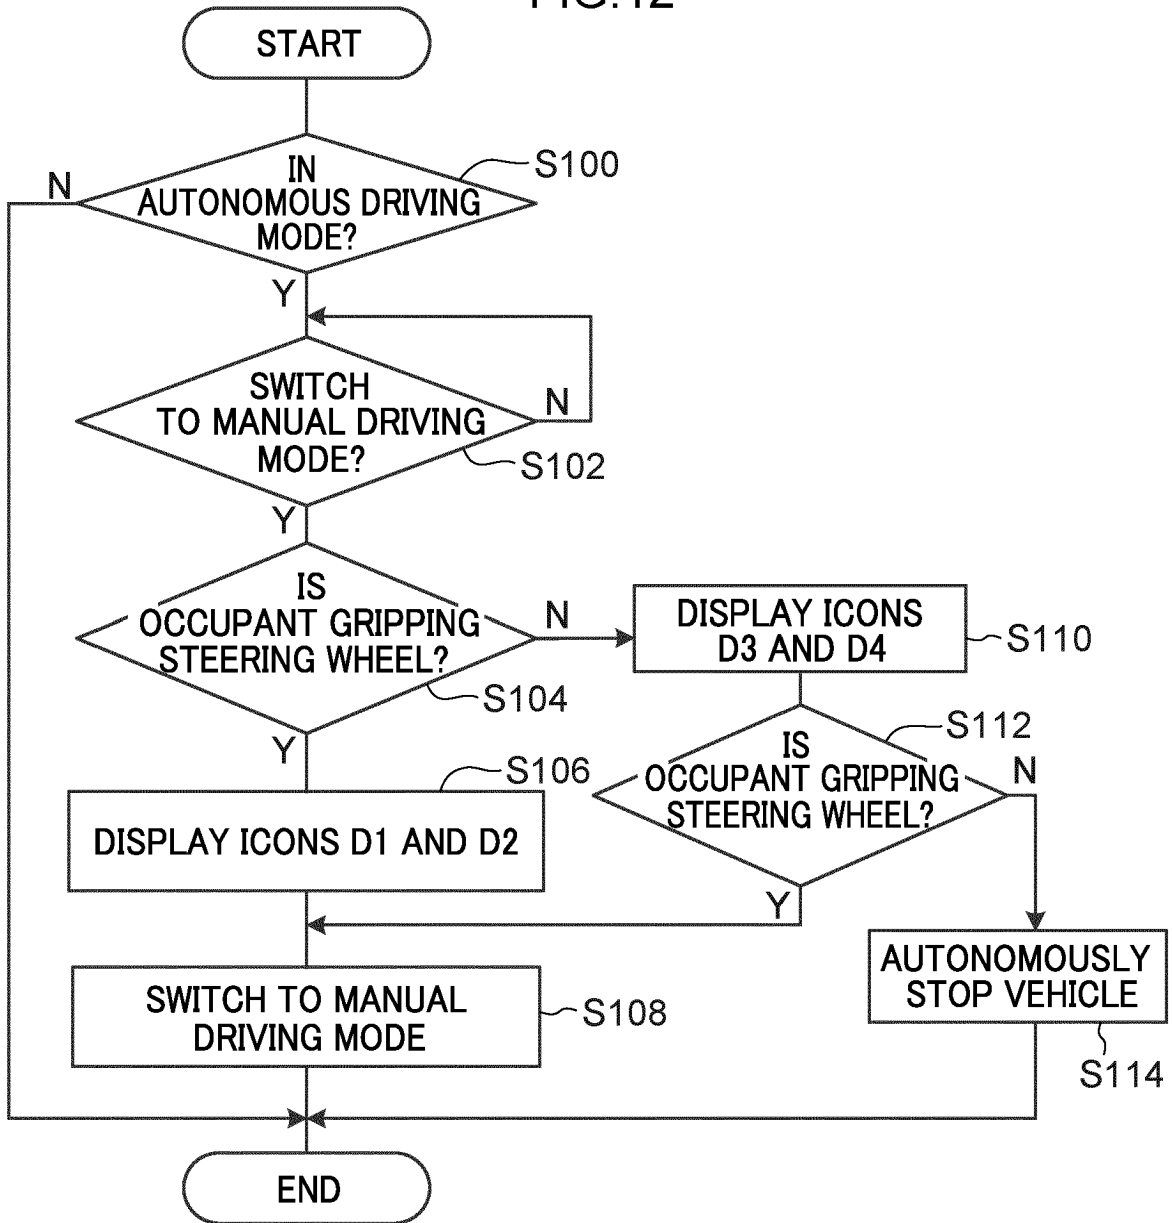 FIG.12
START
IN
AUTONOMOUS DRIVING
MODE?
S100
N
Y
SWITCH
TO MANUAL DRIVING
MODE?
N
S102
Y
IS
OCCUPANT GRIPPING
STEERING WHEEL?
N
S104
Y
DISPLAY ICONS
D3 AND D4
S110
S112
IS
OCCUPANT GRIPPING
STEERING WHEEL?
N
Y
S106
DISPLAY ICONS D1 AND D2
AUTONOMOUSLY
STOP VEHICLE
S114
SWITCH TO MANUAL
DRIVING MODE
S108
END